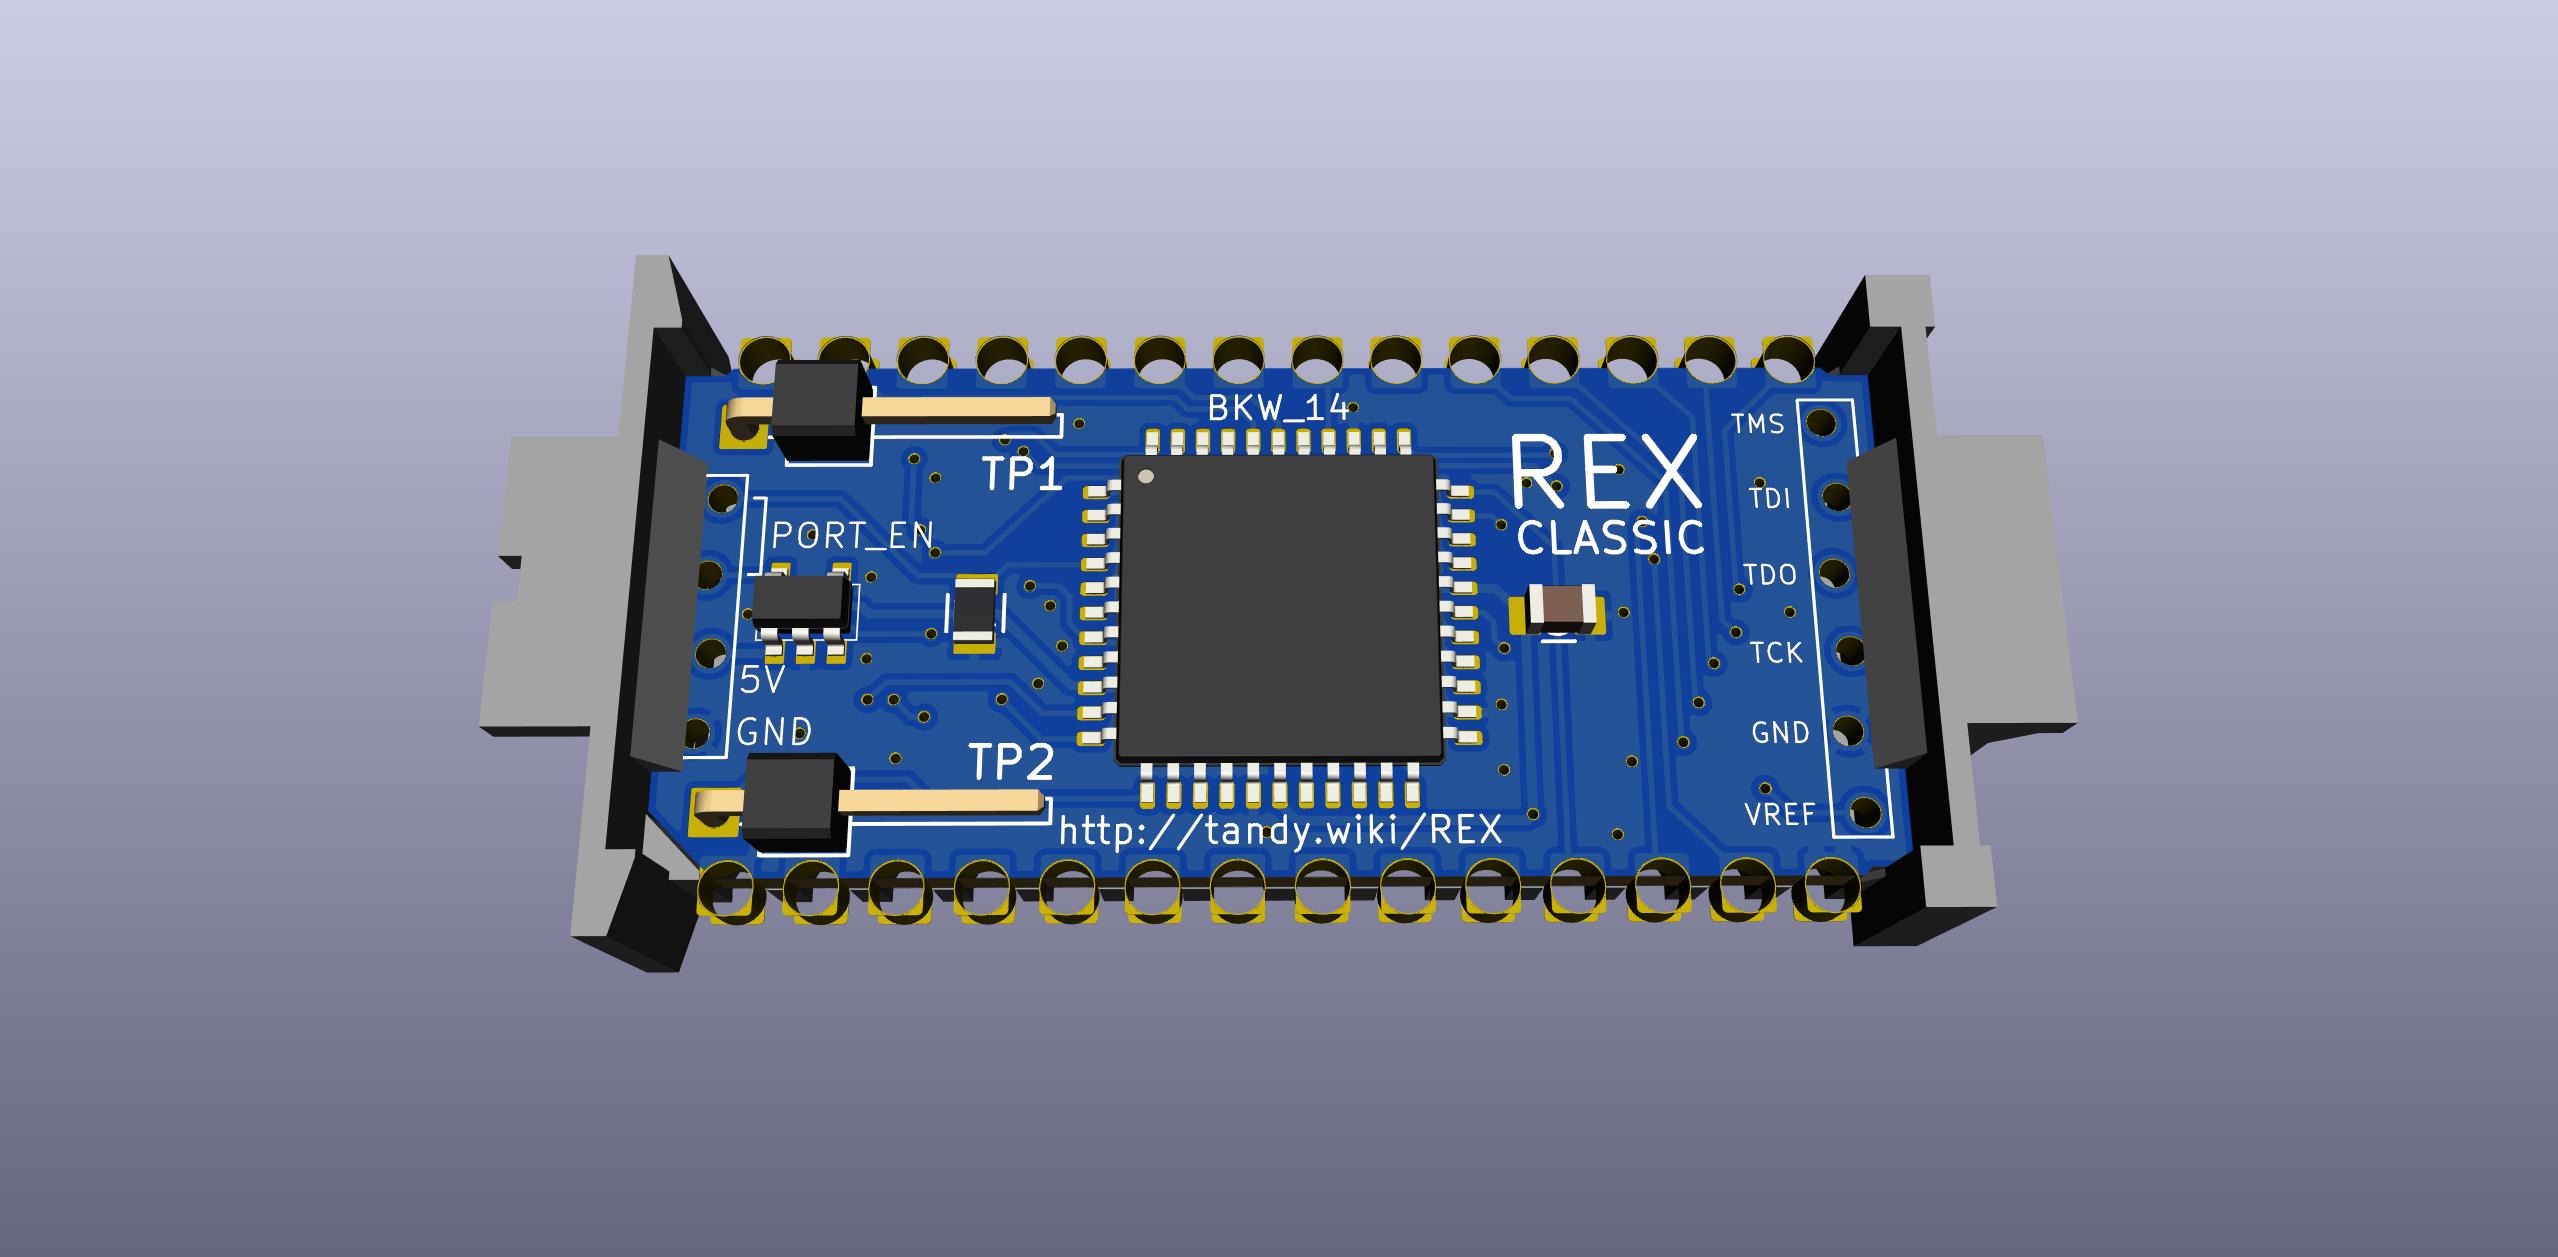 BKW_14
TP1
REX
CLASSIC
PORT_EN
5V
GND
TP2
http://tandy.wiki/REX
TMS
TDI
TDO
TCK
GND
VREF